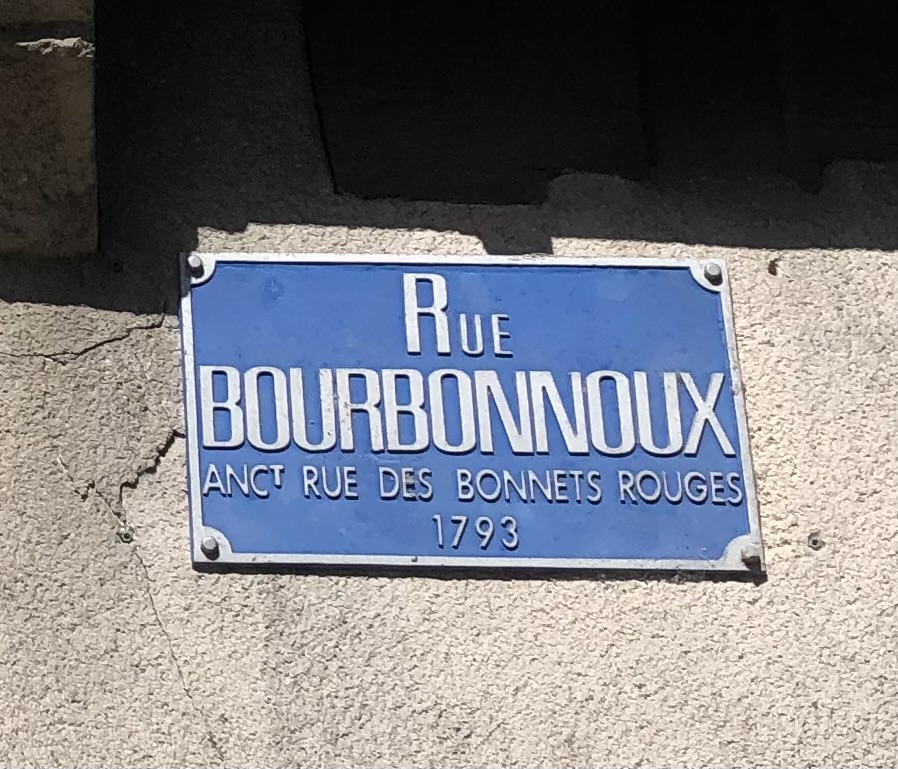 RUE
BOURBONNOUX
ANCT RUE DES BONNETS ROUGES
1793